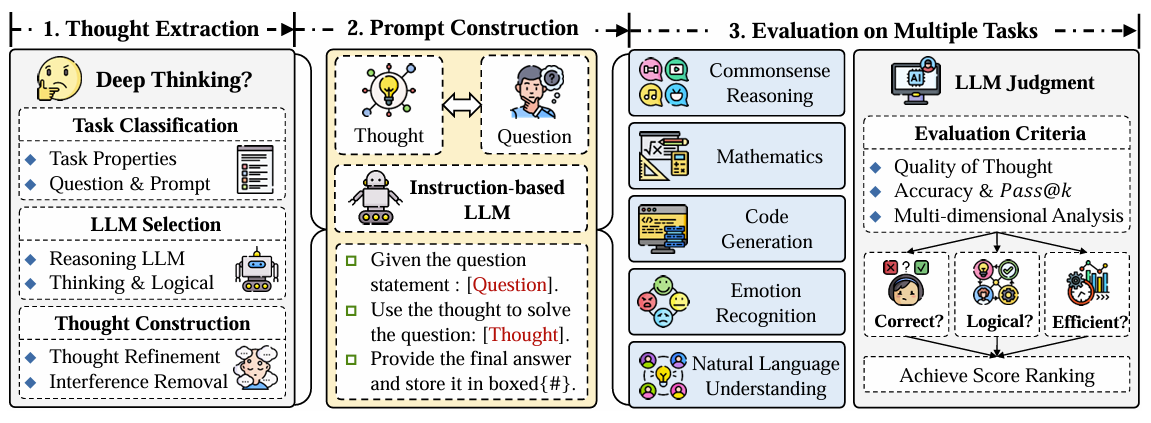 1. Thought Extraction
2. Prompt Construction
3. Evaluation on Multiple Tasks
Deep Thinking?
Task Classification
Task Properties
Question & Prompt
LLM Selection
Reasoning LLM
Thinking & Logical
Thought Construction
Thought Refinement
Interference Removal
Thought
Question
Instruction-based
LLM
Given the question
statement : [Question].
Use the thought to solve
the question: [Thought].
Provide the final answer
and store it in boxed{#}.
Commonsense
Reasoning
Mathematics
Code
Generation
Emotion
Recognition
Natural Language
Understanding
AI
LLM Judgment
Evaluation Criteria
Quality of Thought
Accuracy & Pass@k
Multi-dimensional Analysis
Correct?
Logical?
Efficient?
Achieve Score Ranking